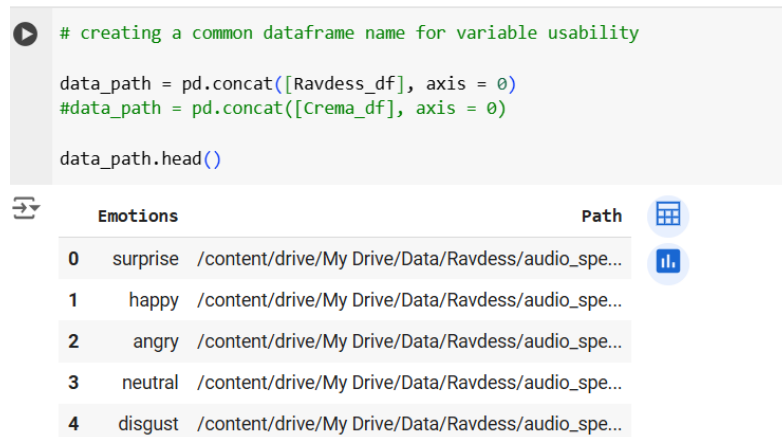 # creating a common dataframe name for variable usability
data_path = pd.concat([Ravdess_df], axis = 0)
#data_path = pd.concat([Crema_df], axis = 0)
data_path.head()
Emotions Path
0 surprise /content/drive/My Drive/Data/Ravdess/audio_spe...
1 happy /content/drive/My Drive/Data/Ravdess/audio_spe...
2 angry /content/drive/My Drive/Data/Ravdess/audio_spe...
3 neutral /content/drive/My Drive/Data/Ravdess/audio_spe...
4 disgust /content/drive/My Drive/Data/Ravdess/audio_spe...